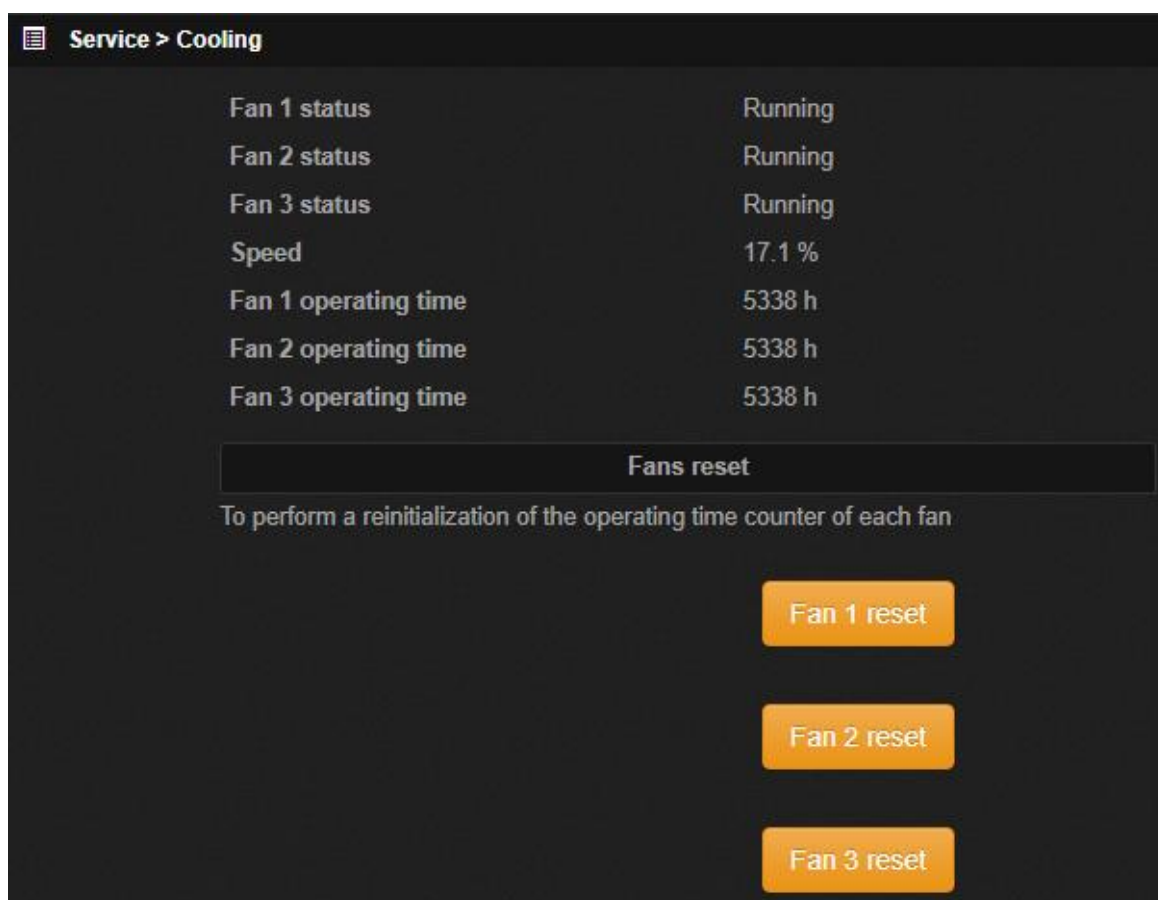 Service > Cooling
Fan 1 status Running
Fan 2 status Running
Fan 3 status Running
Speed 17.1 %
Fan 1 operating time 5338 h
Fan 2 operating time 5338 h
Fan 3 operating time 5338 h
Fans reset
To perform a reinitialization of the operating time counter of each fan
Fan 1 reset
Fan 2 reset
Fan 3 reset